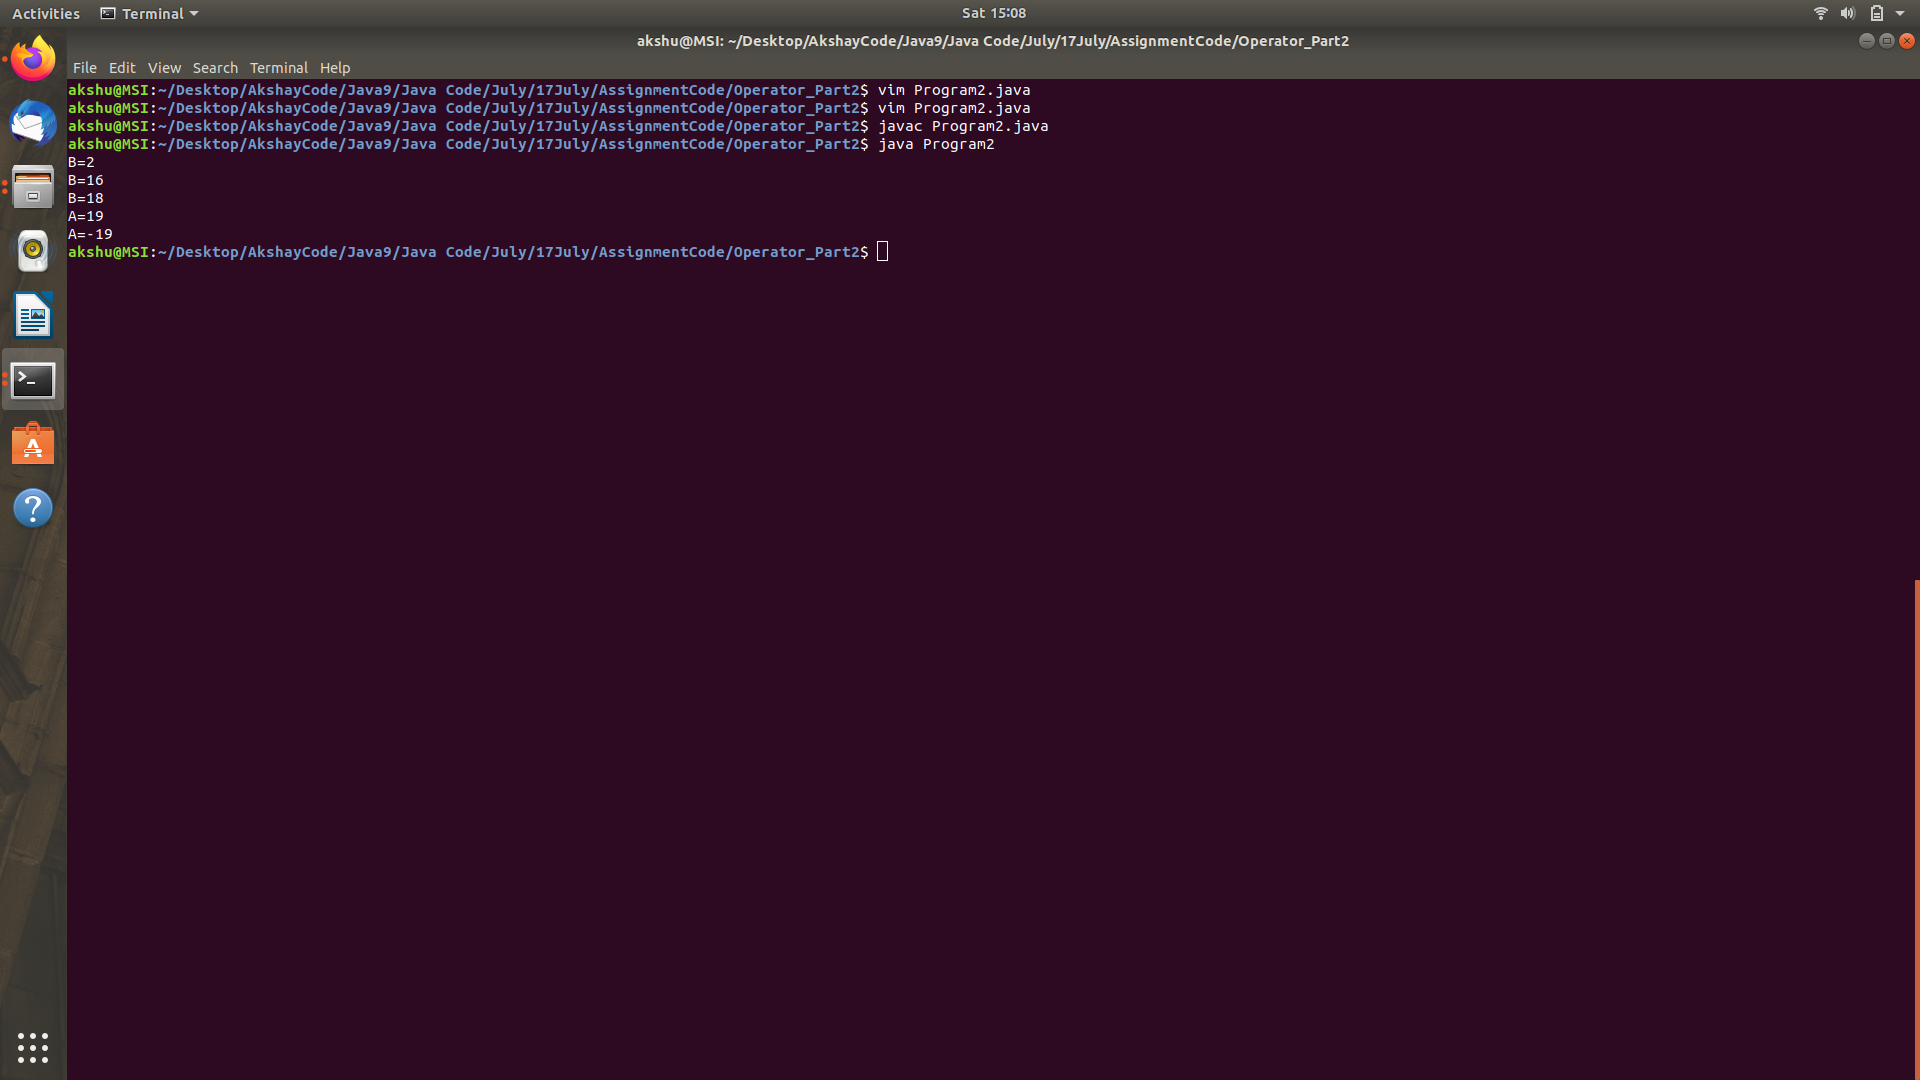 Activities Terminal Sat 15:08
akshu@MSI: ~/Desktop/AkshayCode/Java9/Java Code/July/17July/AssignmentCode/Operator_Part2
File Edit View Search Terminal Help
akshu@MSI:~/Desktop/AkshayCode/Java9/Java Code/July/17July/AssignmentCode/Operator_Part2$ vim Program2.java
akshu@MSI:~/Desktop/AkshayCode/Java9/Java Code/July/17July/AssignmentCode/Operator_Part2$ vim Program2.java
akshu@MSI:~/Desktop/AkshayCode/Java9/Java Code/July/17July/AssignmentCode/Operator_Part2$ javac Program2.java
akshu@MSI:~/Desktop/AkshayCode/Java9/Java Code/July/17July/AssignmentCode/Operator_Part2$ java Program2
B=2
B=16
B=18
A=19
A=-19
akshu@MSI:~/Desktop/AkshayCode/Java9/Java Code/July/17July/AssignmentCode/Operator_Part2$